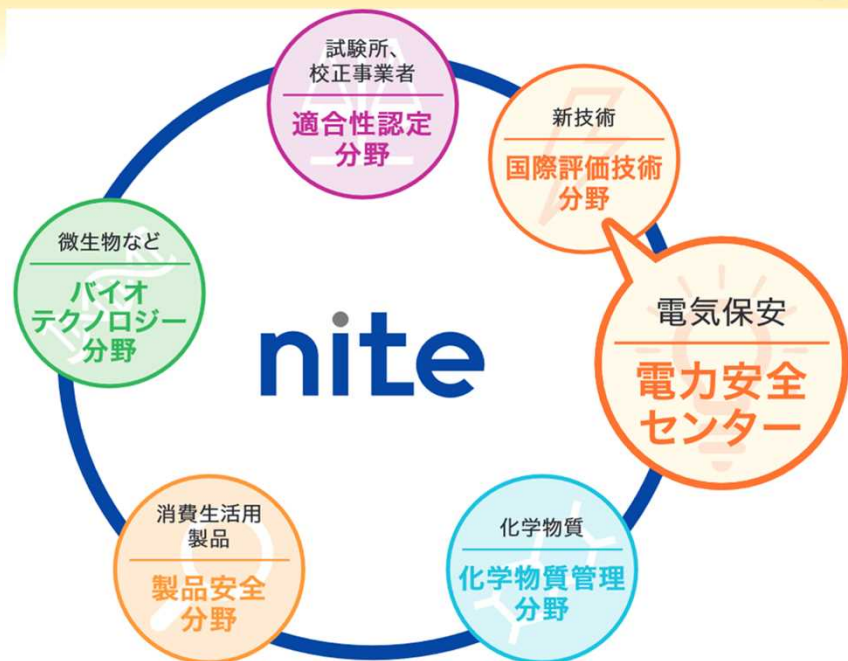 試験所、
校正事業者
適合性認定
分野
新技術
国際評価技術
分野
電気保安
電力安全
センター
微生物など
バイオ
テクノロジー
分野
nite
消費生活用
製品
製品安全
分野
化学物質
化学物質管理
分野